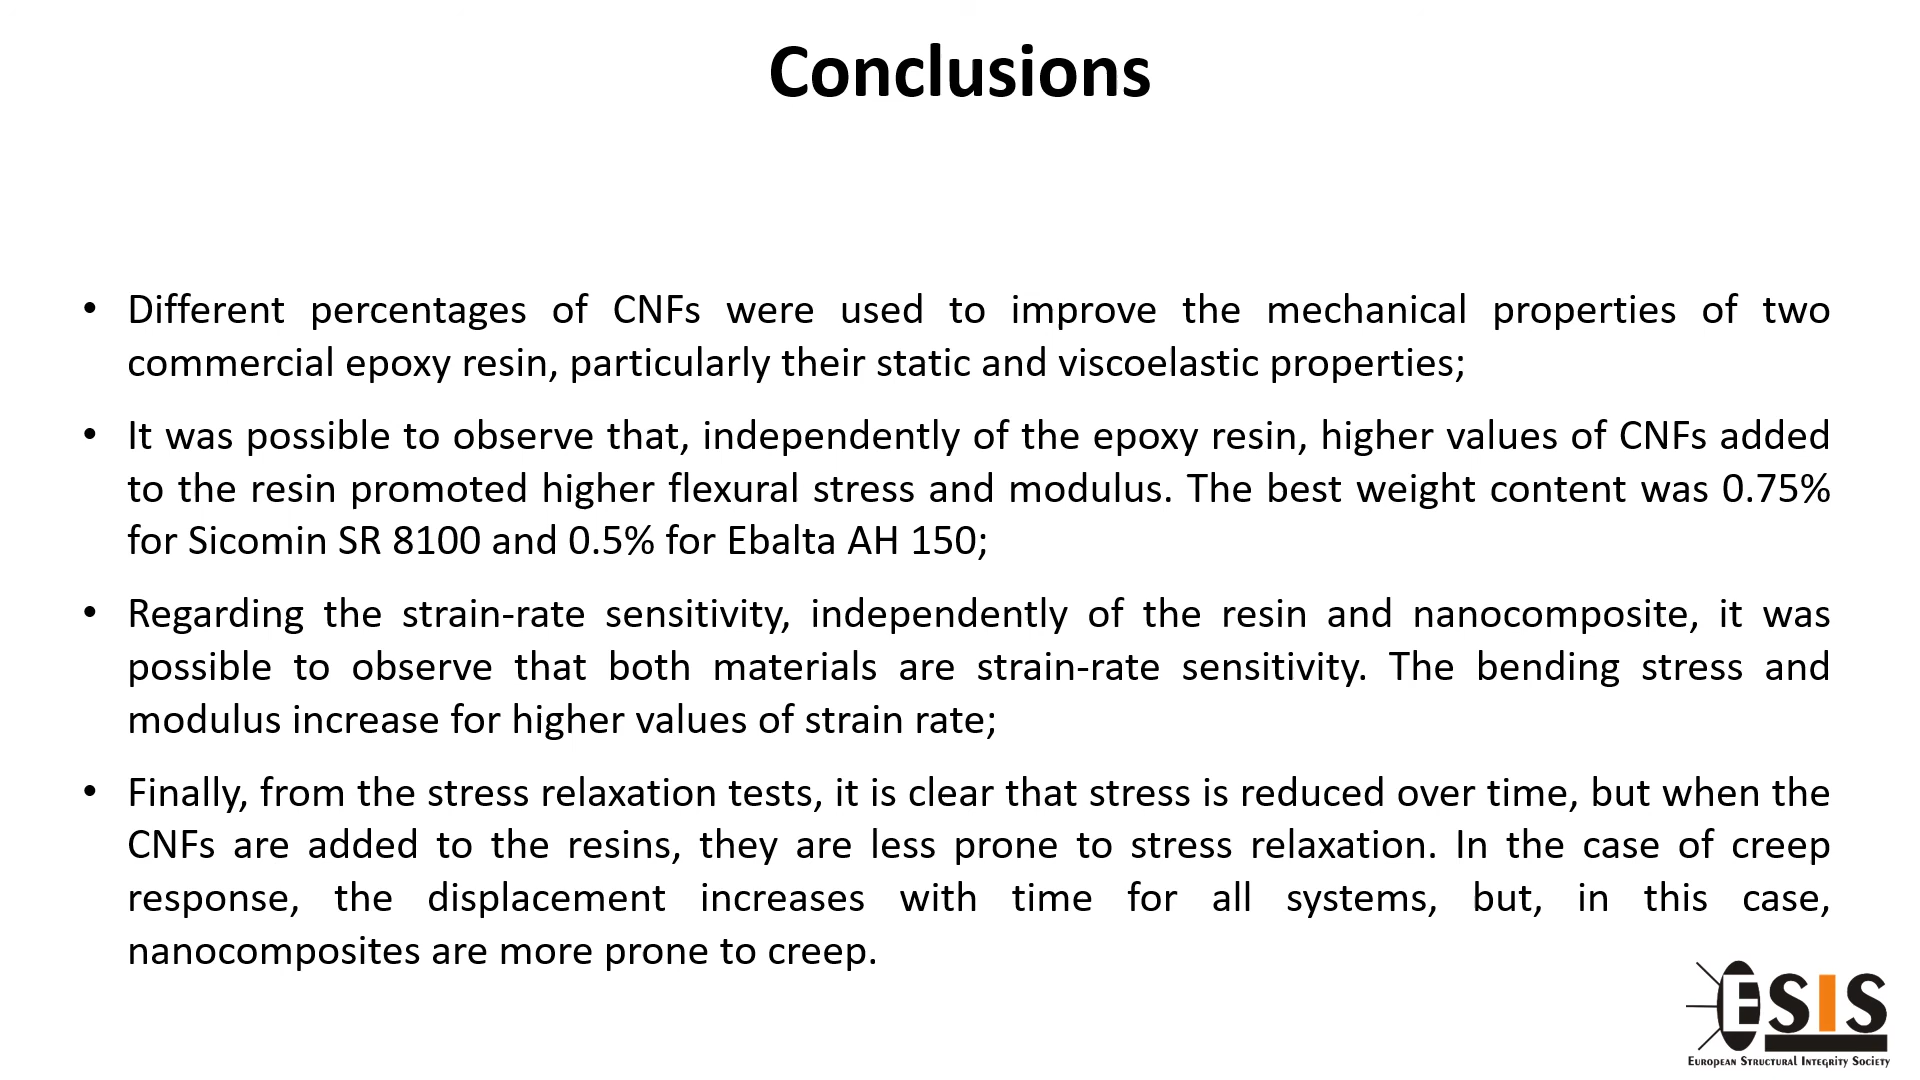 Conclusions
• Different percentages of CNFs were used to improve the mechanical properties of two
commercial epoxy resin, particularly their static and viscoelastic properties;
• It was possible to observe that, independently of the epoxy resin, higher values of CNFs added
to the resin promoted higher flexural stress and modulus. The best weight content was 0.75%
for Sicomin SR 8100 and 0.5% for Ebalta AH 150;
• Regarding the strain-rate sensitivity, independently of the resin and nanocomposite, it was
possible to observe that both materials are strain-rate sensitivity. The bending stress and
modulus increase for higher values of strain rate;
• Finally, from the stress relaxation tests, it is clear that stress is reduced over time, but when the
CNFs are added to the resins, they are less prone to stress relaxation. In the case of creep
response, the displacement increases with time for all systems, but, in this case,
nanocomposites are more prone to creep.
ESIS
European Structural Integrity Society